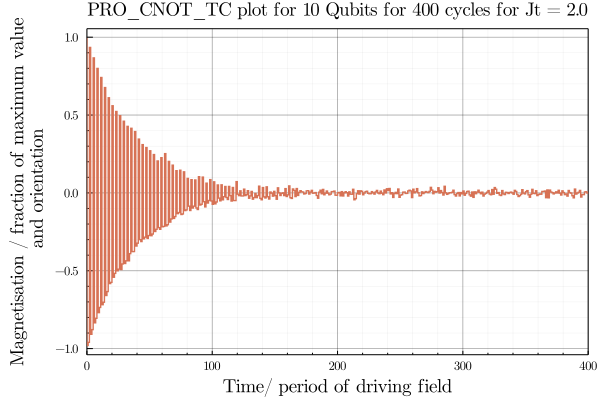 PRO_CNOT_TC plot for 10 Qubits for 400 cycles for Jt = 2.0
Magnetisation / fraction of maximum value
and orientation
1.0
0.5
0.0
−0.5
−1.0
0 100 200 300 400
Time/ period of driving field